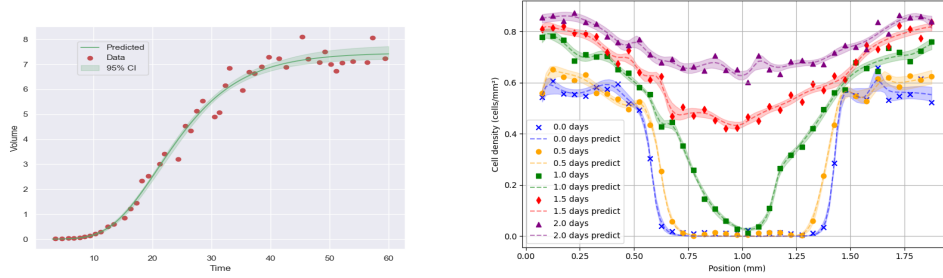 8
7
6
5
4
3
2
1
0
Volume
Predicted
Data
95% CI
10
20
30
40
50
60
Time
0.8
0.6
0.4
0.2
0.0
Cell density (cells/mm²)
0.0 days
0.0 days predict
0.5 days
0.5 days predict
1.0 days
1.0 days predict
1.5 days
1.5 days predict
2.0 days
2.0 days predict
0.00
0.25
0.50
0.75
1.00
1.25
1.50
1.75
Position (mm)